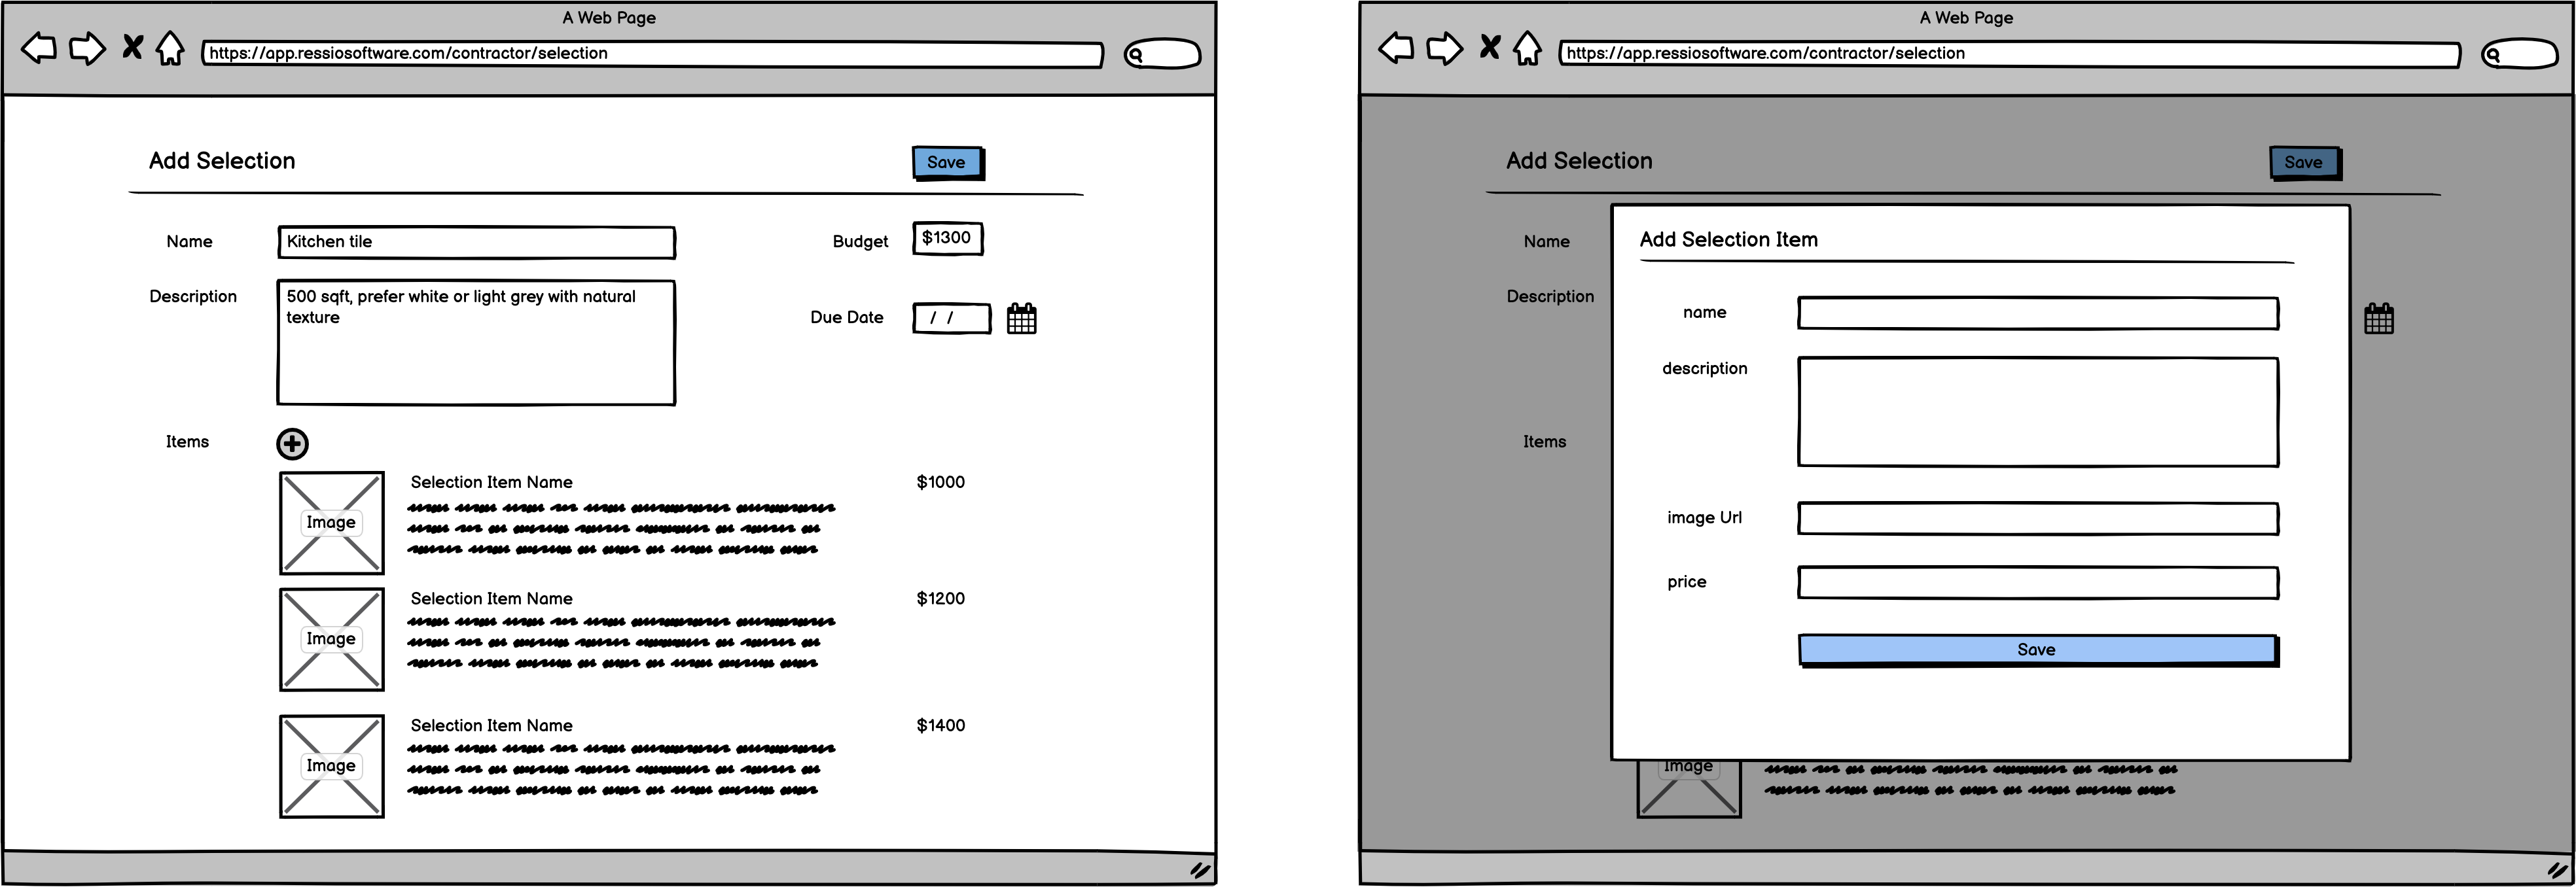 A Web Page
https://app.ressiosoftware.com/contractor/selection
Add Selection
Save
Name
Kitchen tile
Budget
$1300
Description
500 sqft, prefer white or light grey with natural
texture
Due Date
/ /
Items
Selection Item Name
$1000
Image
Selection Item Name
$1200
Image
Selection Item Name
$1400
Image
A Web Page
https://app.ressiosoftware.com/contractor/selection
Add Selection
Save
Name
Description
Items
Add Selection Item
name
description
image Url
price
Save
Image